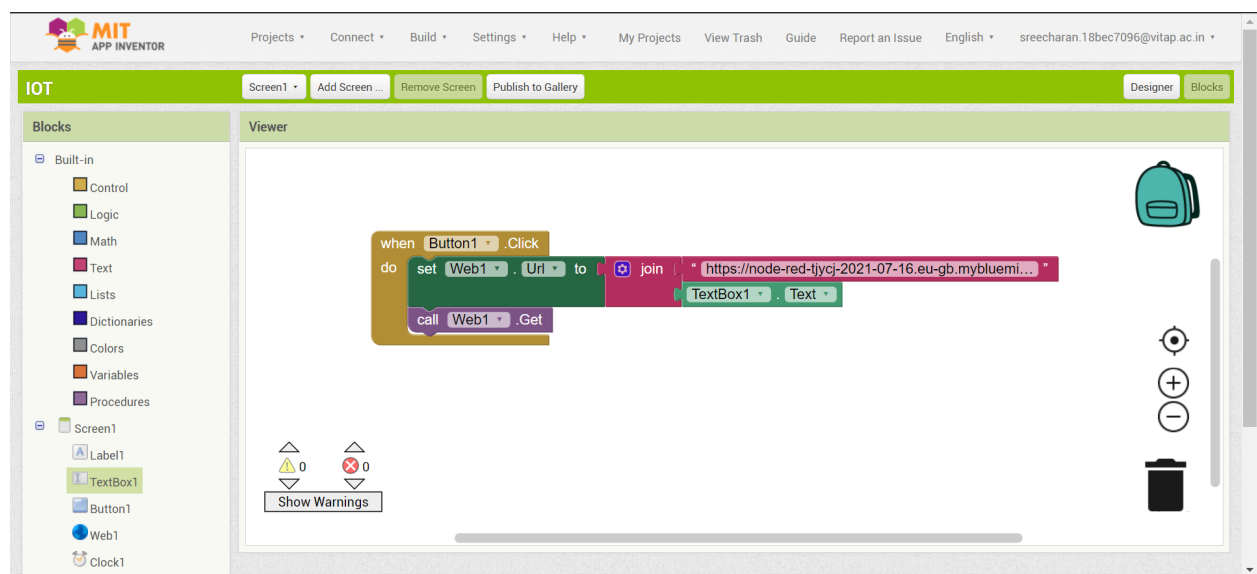 MIT
APP INVENTOR
Projects Connect Build Settings Help My Projects View Trash Guide Report an Issue English sreecharan.18bec7096@vitap.ac.in
IOT
Screen1 Add Screen ... Remove Screen Publish to Gallery Designer Blocks
Blocks
Viewer
Built-in
Control
Logic
Math
Text
Lists
Dictionaries
Colors
Variables
Procedures
Screen1
Label1
TextBox1
Button1
Web1
Clock1
when Button1 .Click
do set Web1 . Url to join " https://node-red-tjycj-2021-07-16.eu-gb.mybluemi... "
TextBox1 . Text
call Web1 .Get
0 0
Show Warnings